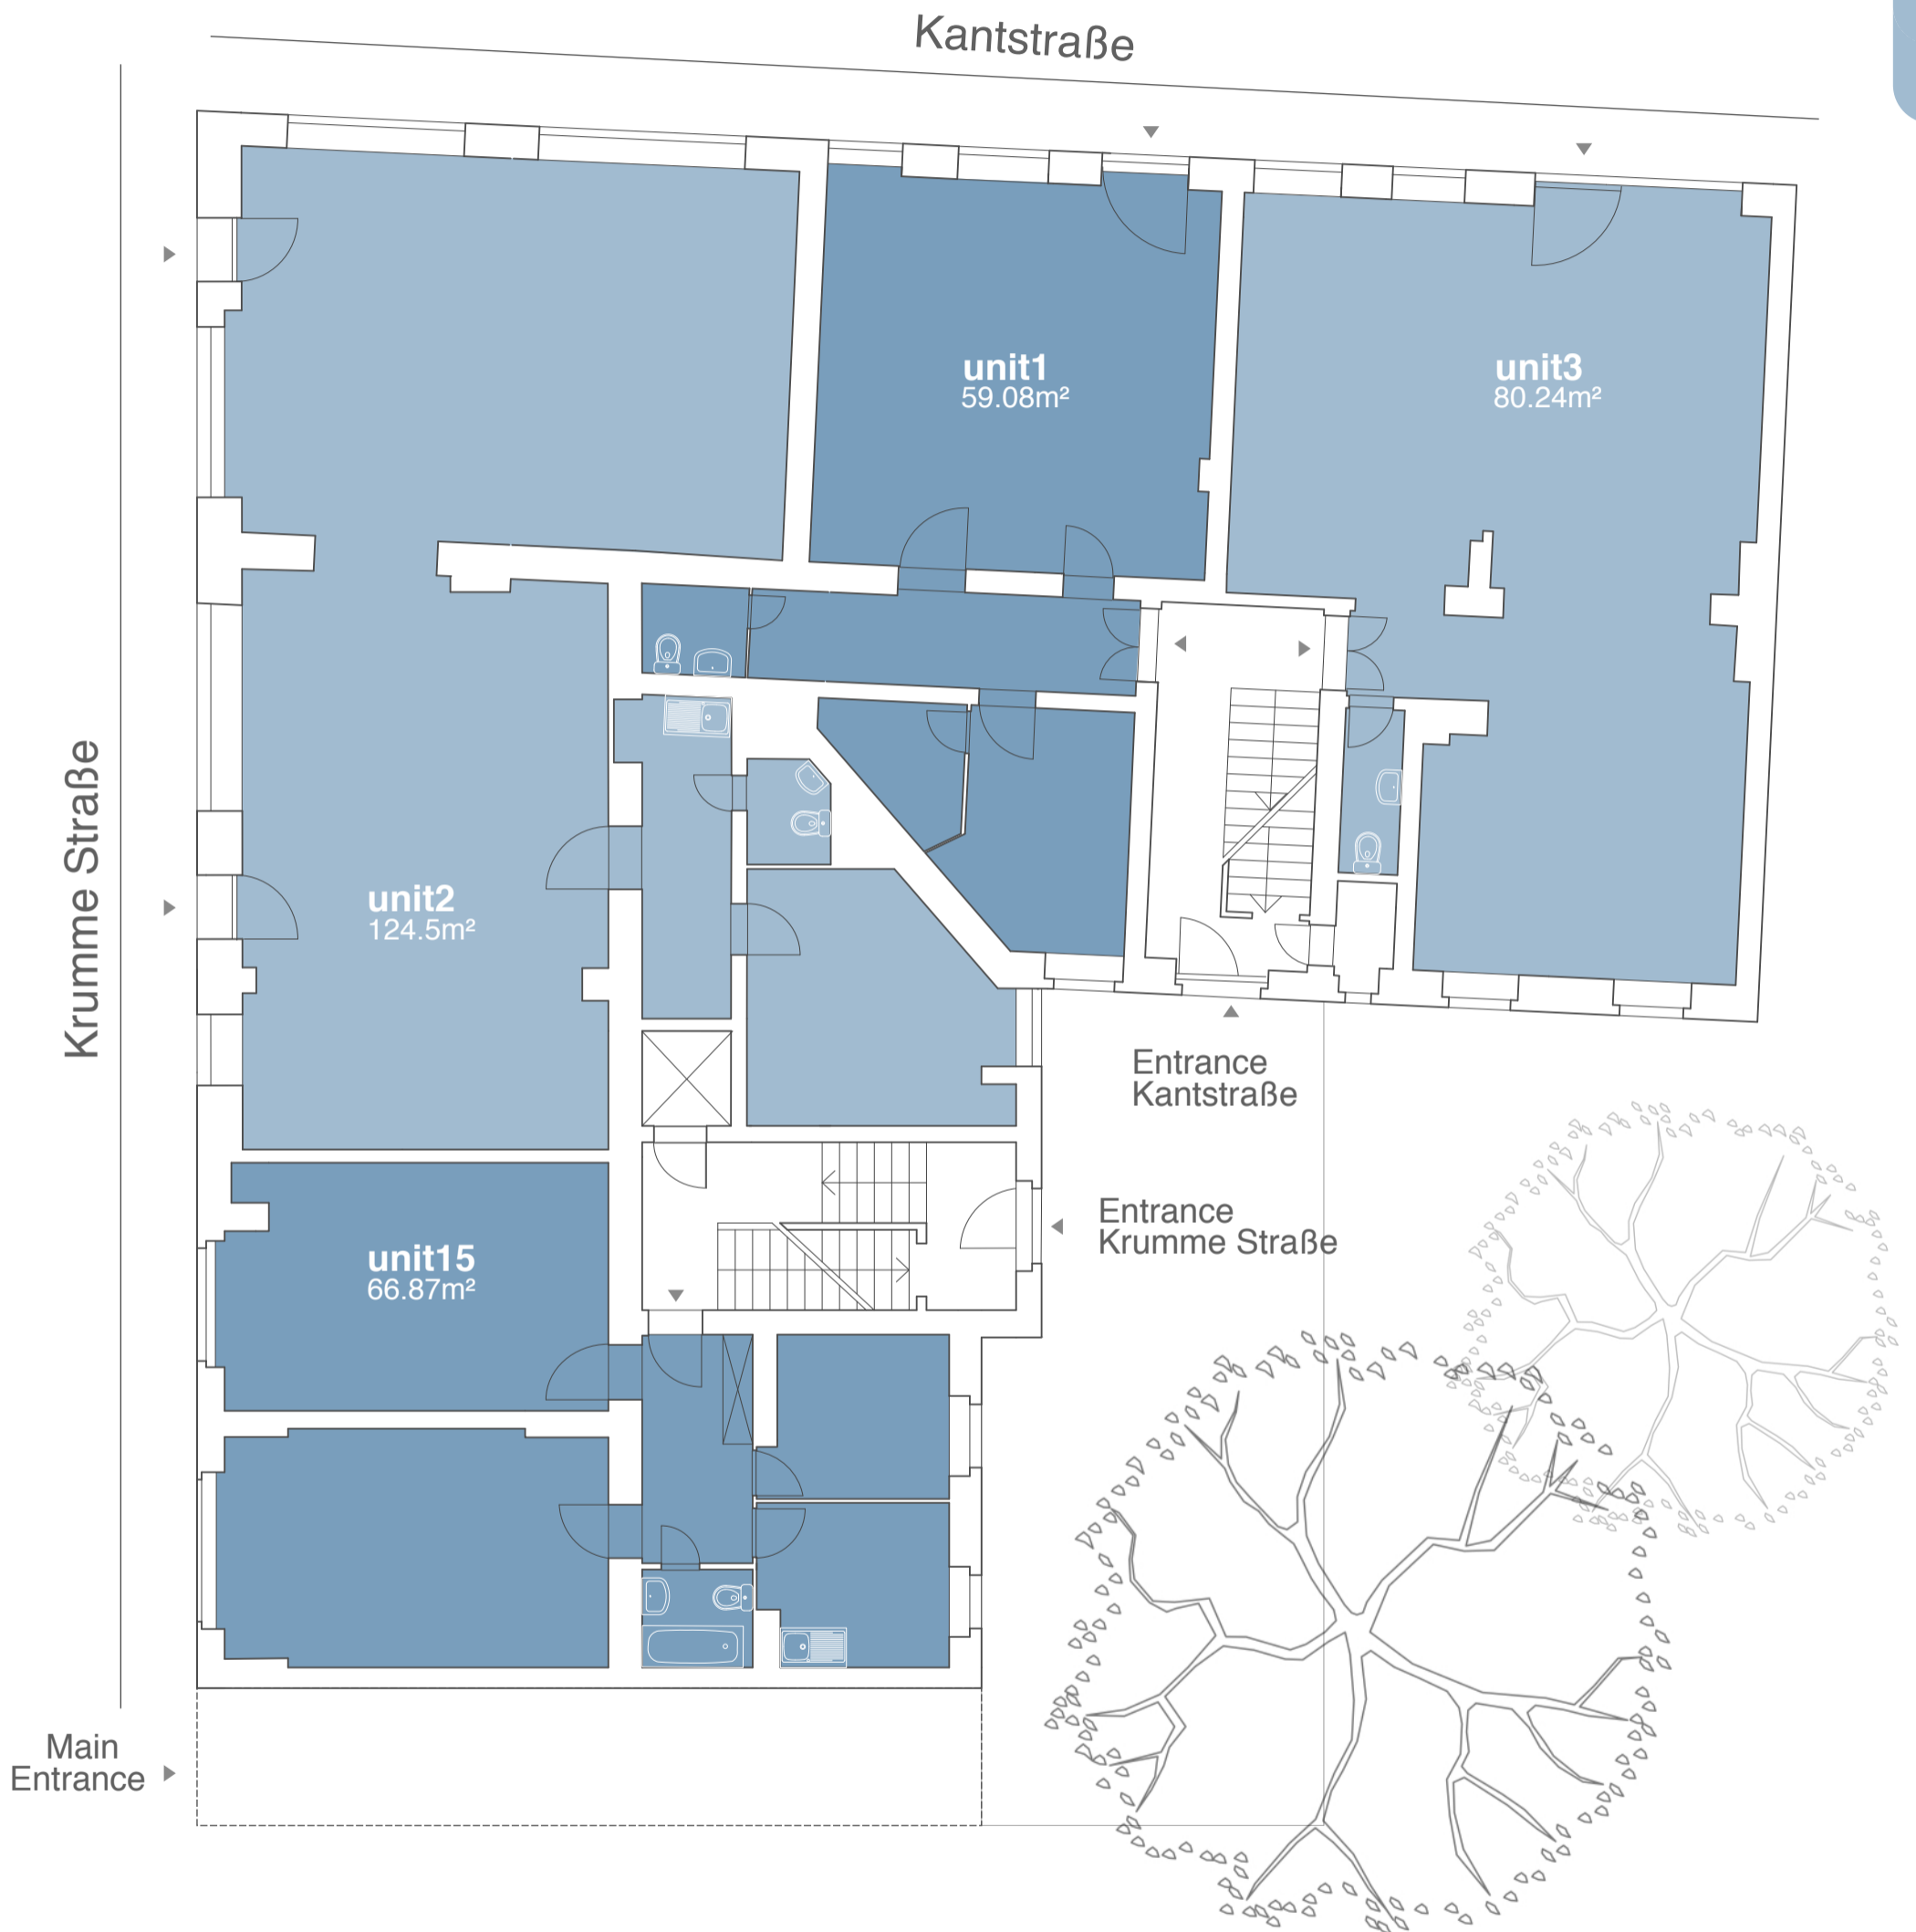 Kantstraße
unit1
59.08m²
unit3
80.24m²
Krumme Straße
unit2
124.5m²
Entrance
Kantstraße
Entrance
Krumme Straße
unit15
66.87m²
Main
Entrance